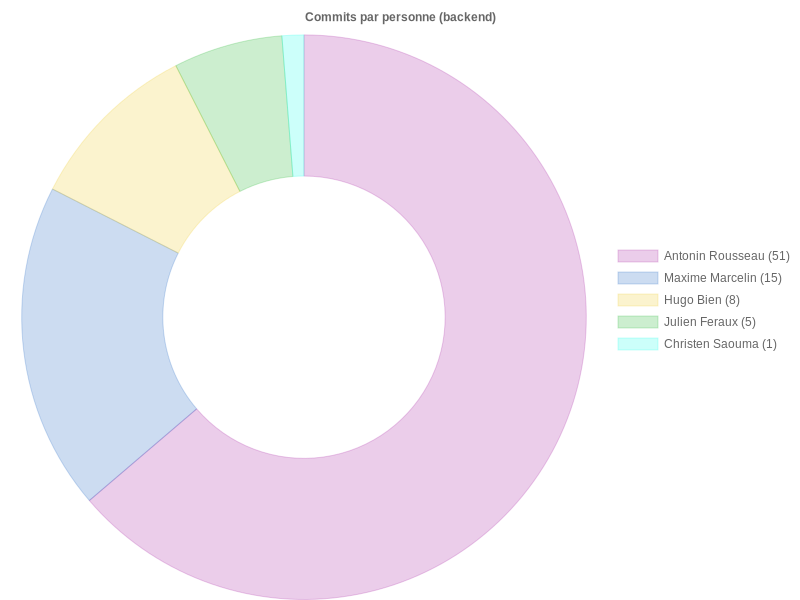 Commits par personne (backend)
Antonin Rousseau (51)
Maxime Marcelin (15)
Hugo Bien (8)
Julien Feraux (5)
Christen Saouma (1)